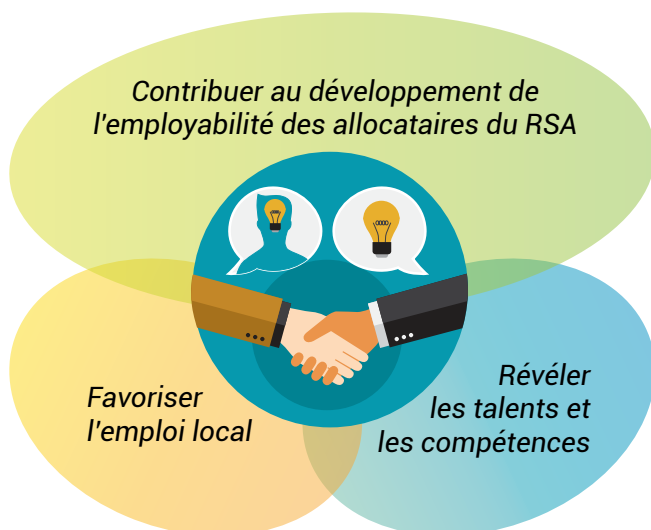 Contribuer au développement de
l'employabilité des allocataires du RSA
Favoriser
l'emploi local
Révéler
les talents et
les compétences